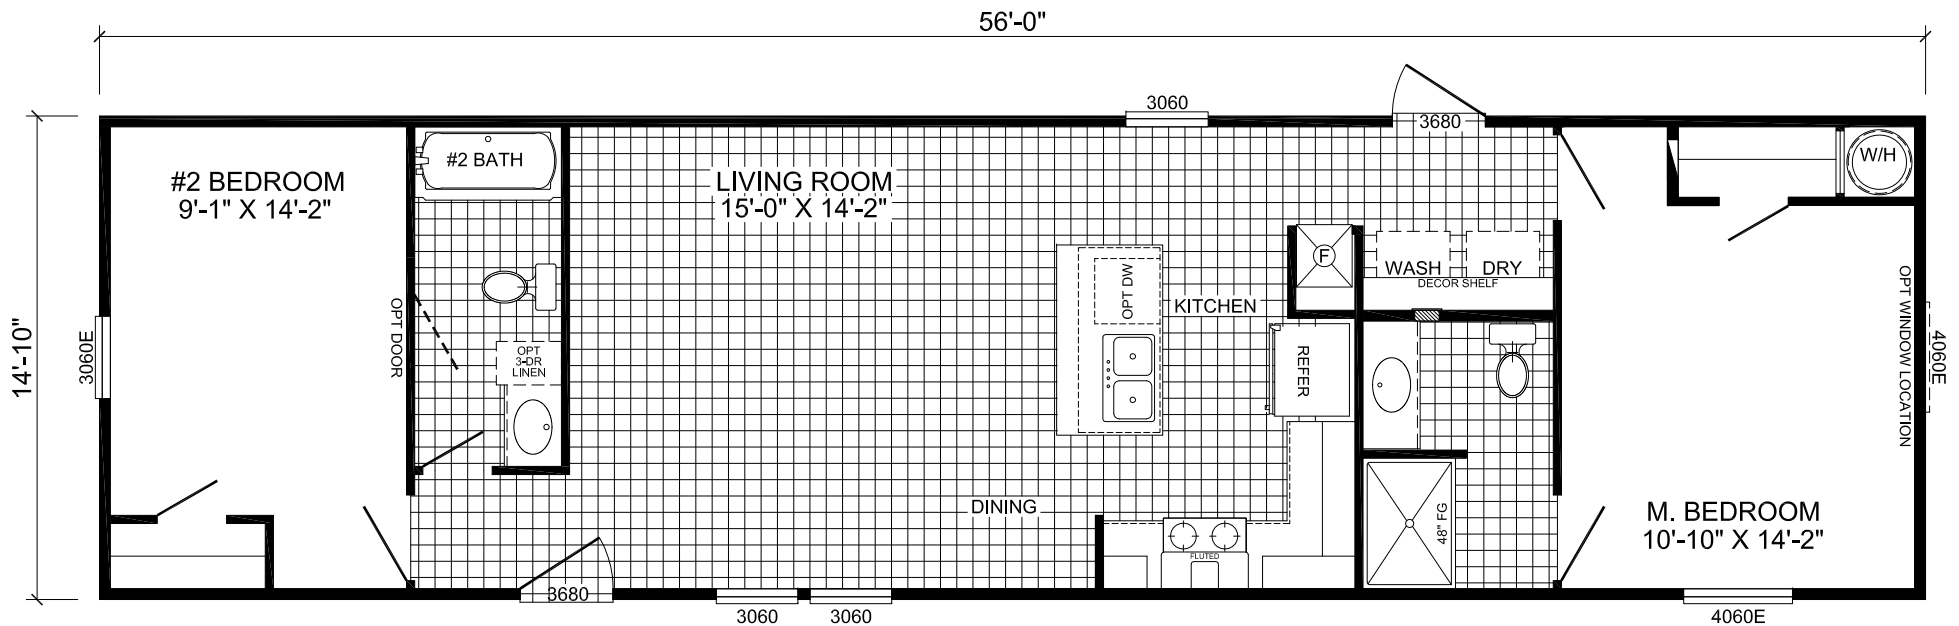 56'-0"
14'-10"
3060
3680
#2 BATH
W/H
#2 BEDROOM
9'-1" X 14'-2"
LIVING ROOM
15'-0" X 14'-2"
F
WASH
DRY
DECOR SHELF
OPT DW
KITCHEN
OPT DOOR
OPT WINDOW LOCATION
3060E
4060E
OPT
3-DR
LINEN
REFER
DINING
48" FG
M. BEDROOM
10'-10" X 14'-2"
FLUTED
3680
3060
3060
4060E